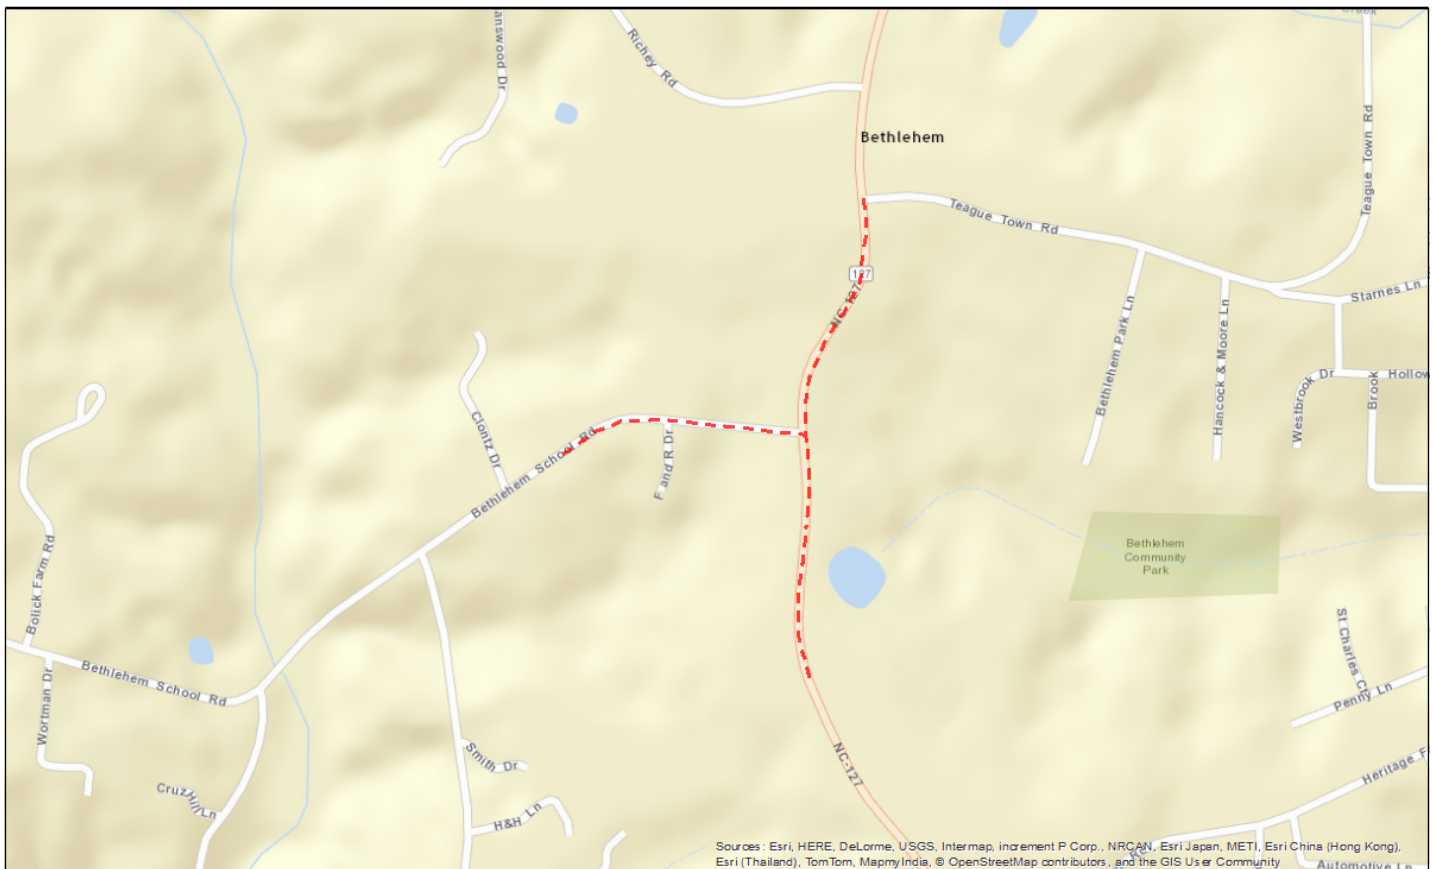 answood Dr
Richey Rd
Creek
Bethlehem
Teague Town Rd
Teague Town Rd
127
NC-127
Starnes Ln
Bethlehem Park Ln
Hancock & Moore Ln
Westbrook Dr
Hollow
Brook
Clontz Dr
Bethlehem School Rd
F and R Dr
Bethlehem
Community
Park
Bolick Farm Rd
Bethlehem School Rd
Wortman Dr
St Charles Ct
Penny Ln
Smith Dr
NC-127
Heritage F
Cruz Hill Ln
H&H Ln
Re
Automotive Ln
Sources: Esri, HERE, DeLorme, USGS, Intermap, increment P Corp., NRCAN, Esri Japan, METI, Esri China (Hong Kong),
Esri (Thailand), TomTom, MapmyIndia, © OpenStreetMap contributors, and the GIS User Community